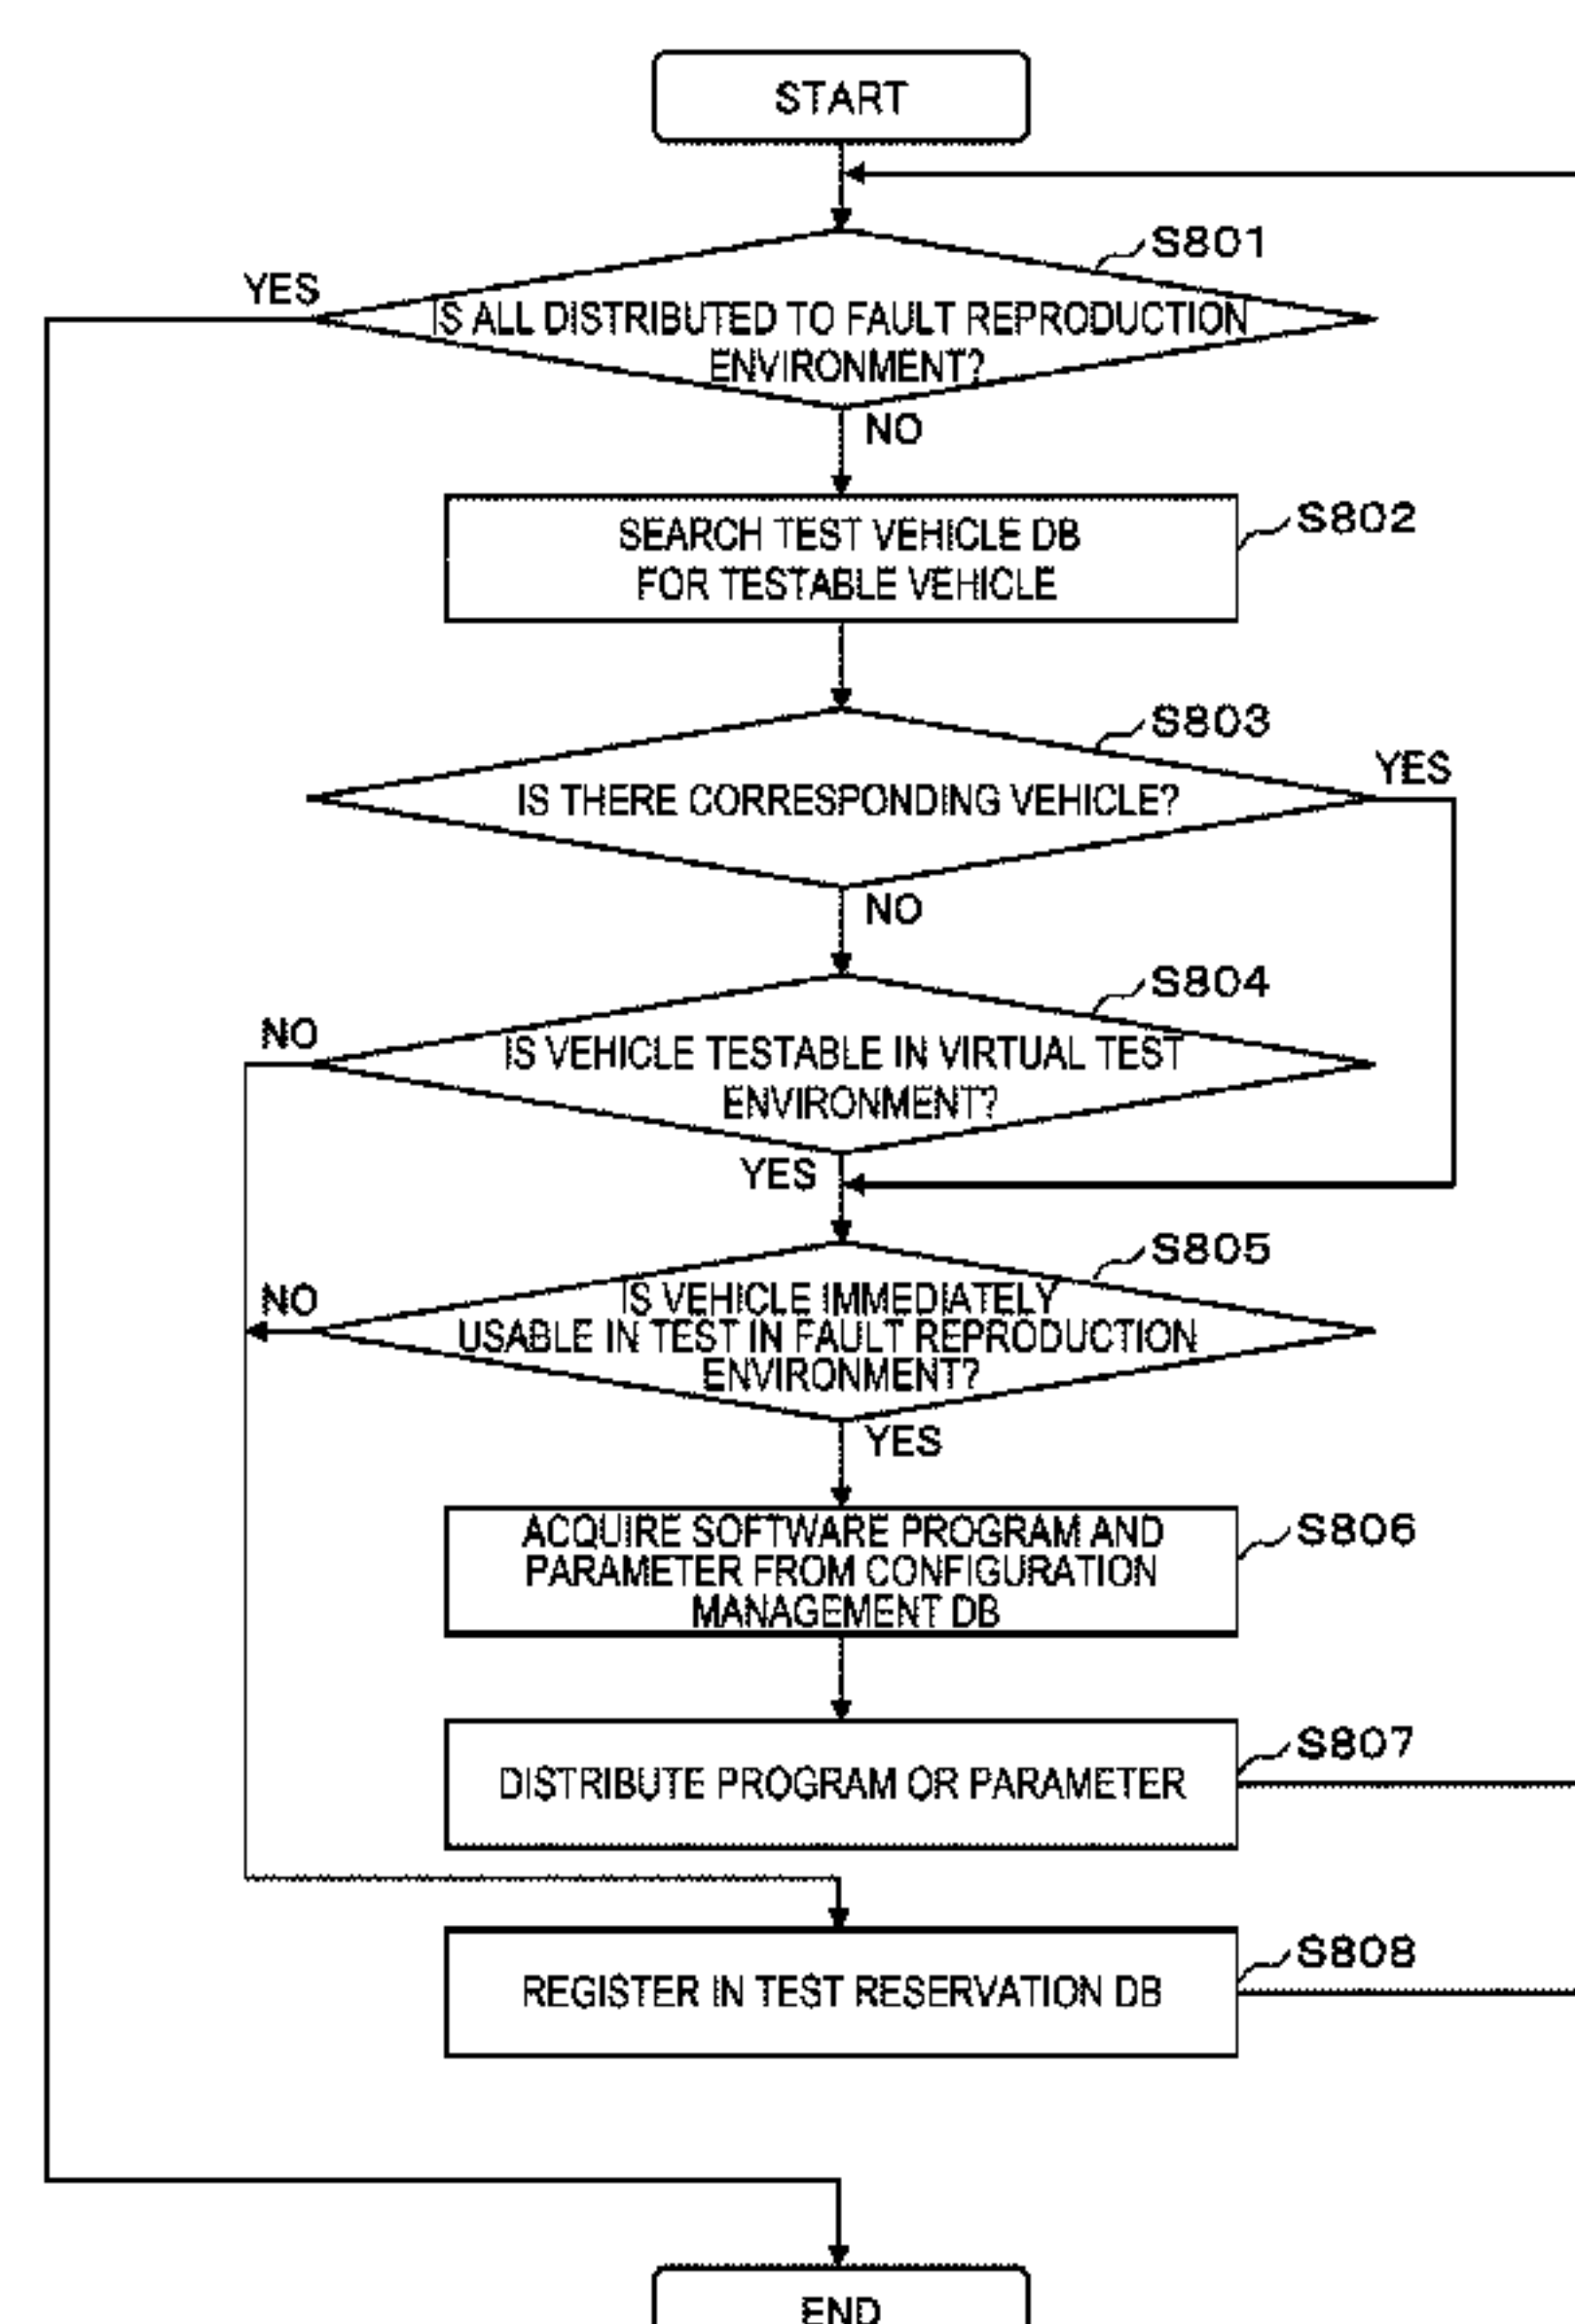 START
S801
YES
IS ALL DISTRIBUTED TO FAULT REPRODUCTION
ENVIRONMENT?
NO
S802
SEARCH TEST VEHICLE DB
FOR TESTABLE VEHICLE
S803
YES
IS THERE CORRESPONDING VEHICLE?
NO
S804
NO
IS VEHICLE TESTABLE IN VIRTUAL TEST
ENVIRONMENT?
YES
S805
NO
IS VEHICLE IMMEDIATELY
USABLE IN TEST IN FAULT REPRODUCTION
ENVIRONMENT?
YES
S806
ACQUIRE SOFTWARE PROGRAM AND
PARAMETER FROM CONFIGURATION
MANAGEMENT DB
S807
DISTRIBUTE PROGRAM OR PARAMETER
S808
REGISTER IN TEST RESERVATION DB
END